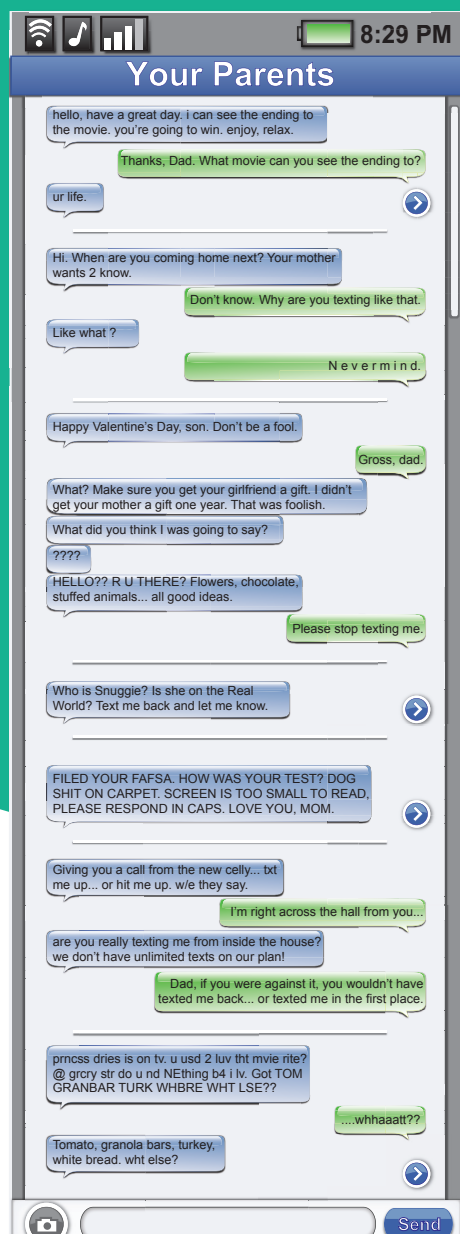 8:29 PM
Your Parents
hello, have a great day. i can see the ending to
the movie. you're going to win. enjoy, relax.
Thanks, Dad. What movie can you see the ending to?
ur life.
Hi. When are you coming home next? Your mother
wants 2 know.
Don't know. Why are you texting like that.
Like what ?
N e v e r m i n d.
Happy Valentine's Day, son. Don't be a fool.
Gross, dad.
What? Make sure you get your girlfriend a gift. I didn't
get your mother a gift one year. That was foolish.
What did you think I was going to say?
????
HELLO?? R U THERE? Flowers, chocolate,
stuffed animals... all good ideas.
Please stop texting me.
Who is Snuggie? Is she on the Real
World? Text me back and let me know.
FILED YOUR FAFSA. HOW WAS YOUR TEST? DOG
SHIT ON CARPET. SCREEN IS TOO SMALL TO READ,
PLEASE RESPOND IN CAPS. LOVE YOU, MOM.
Giving you a call from the new celly... txt
me up... or hit me up. w/e they say.
I'm right across the hall from you...
are you really texting me from inside the house?
we don't have unlimited texts on our plan!
Dad, if you were against it, you wouldn't have
texted me back... or texted me in the first place.
prncss dries is on tv. u usd 2 luv tht mvie rite?
@ grcry str do u nd NEthing b4 i lv. Got TOM
GRANBAR TURK WHBRE WHT LSE??
....whhaaatt??
Tomato, granola bars, turkey,
white bread. wht else?
Send